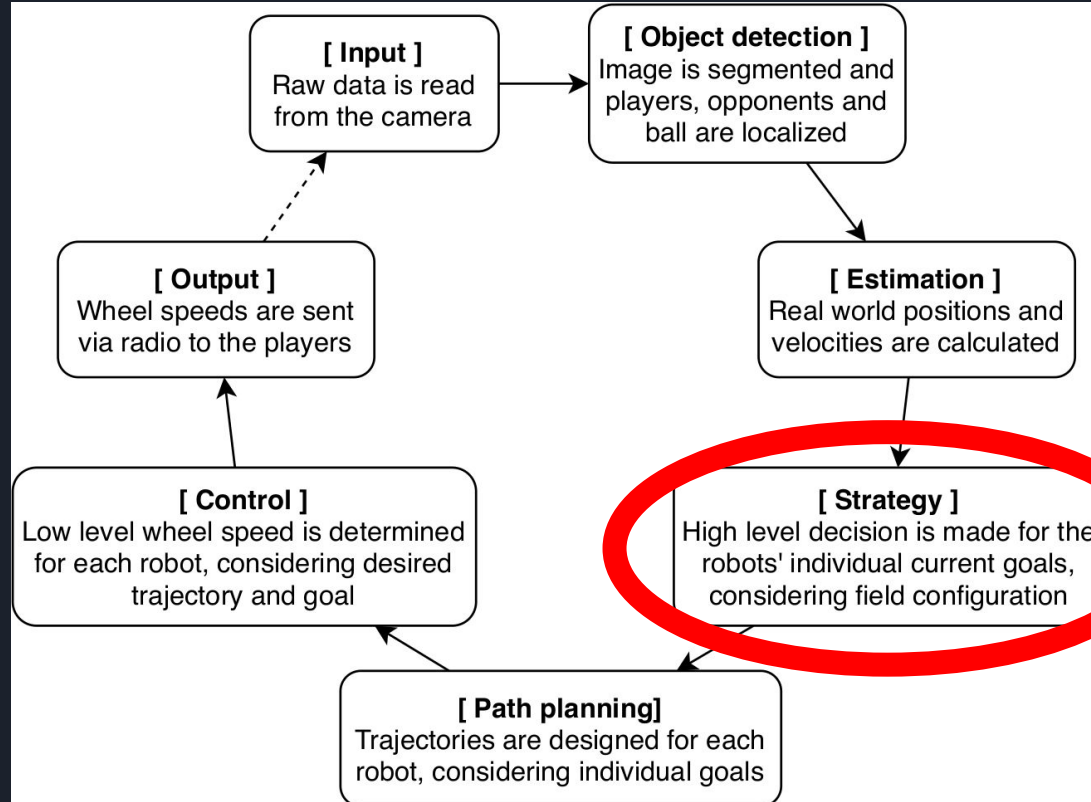 [ Input ]
Raw data is read
from the camera
[ Object detection ]
Image is segmented and
players, opponents and
ball are localized
[ Estimation ]
Real world positions and
velocities are calculated
[ Strategy ]
High level decision is made for the
robots' individual current goals,
considering field configuration
[ Path planning]
Trajectories are designed for each
robot, considering individual goals
[ Control ]
Low level wheel speed is determined
for each robot, considering desired
trajectory and goal
[ Output ]
Wheel speeds are sent
via radio to the players